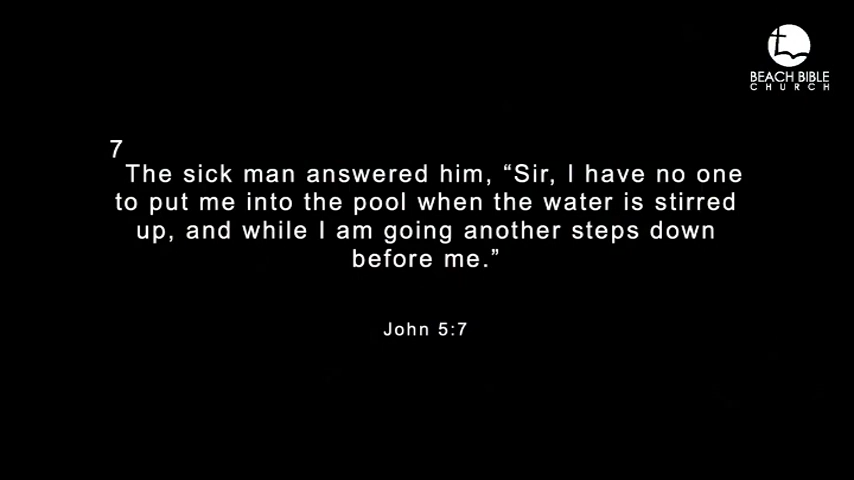 BEACH BIBLE
CHURCH
7
The sick man answered him, “Sir, I have no one
to put me into the pool when the water is stirred
up, and while I am going another steps down
before me.”
John 5:7